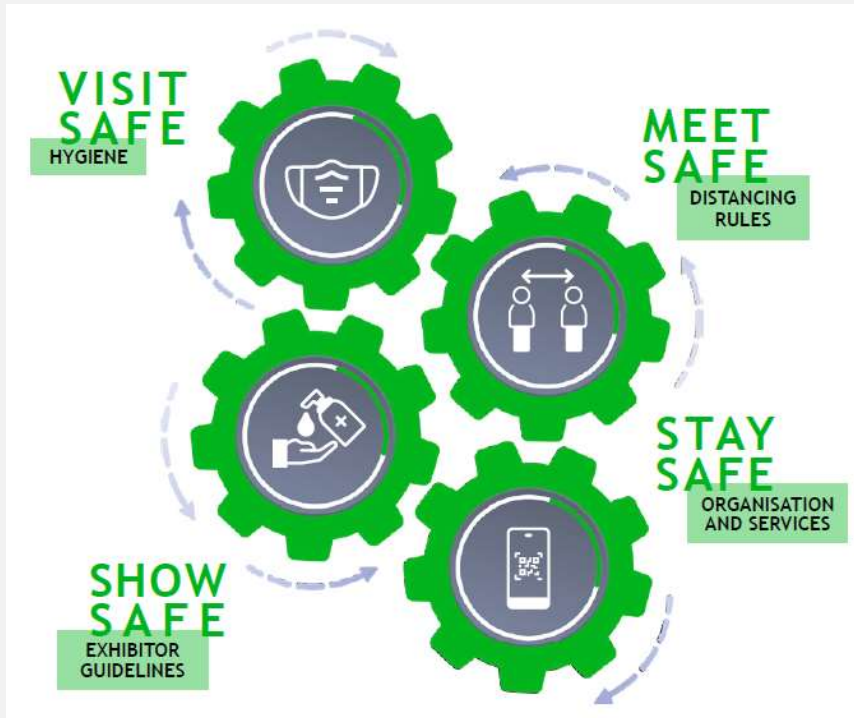 VISIT
SAFE
HYGIENE
MEET
SAFE
DISTANCING
RULES
STAY
SAFE
ORGANISATION
AND SERVICES
SHOW
SAFE
EXHIBITOR
GUIDELINES